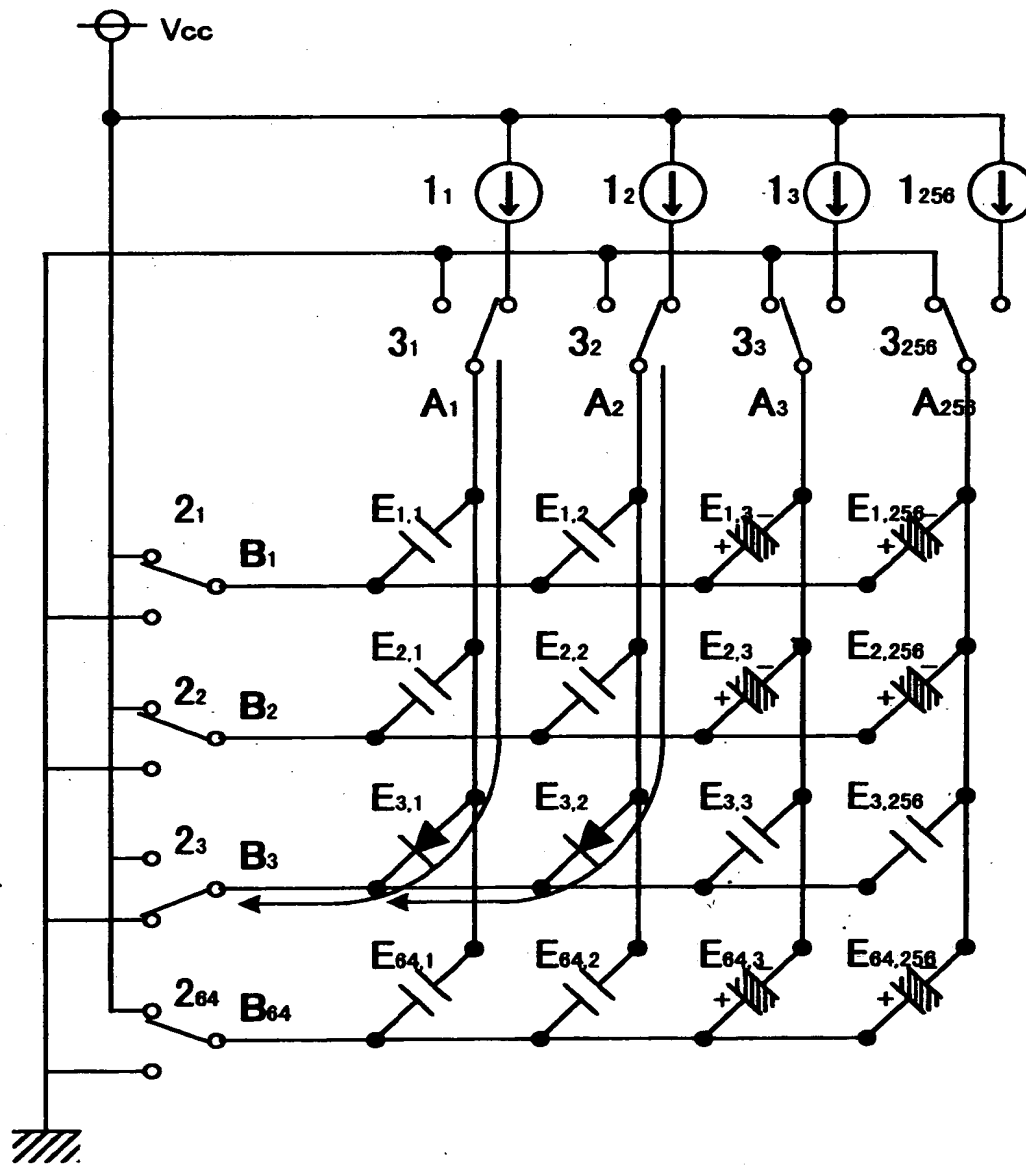 Vcc
1₁ 1₂ 1₃ 1₂₅₆
3₁ 3₂ 3₃ 3₂₅₆
A₁ A₂ A₃ A₂₅₆
2₁ B₁ E₁,₁ E₁,₂ E₁,₃ − + E₁,₂₅₆ − +
2₂ B₂ E₂,₁ E₂,₂ E₂,₃ − + E₂,₂₅₆ − +
2₃ B₃ E₃,₁ E₃,₂ E₃,₃ E₃,₂₅₆
2₆₄ B₆₄ E₆₄,₁ E₆₄,₂ E₆₄,₃ − + E₆₄,₂₅₆ − +